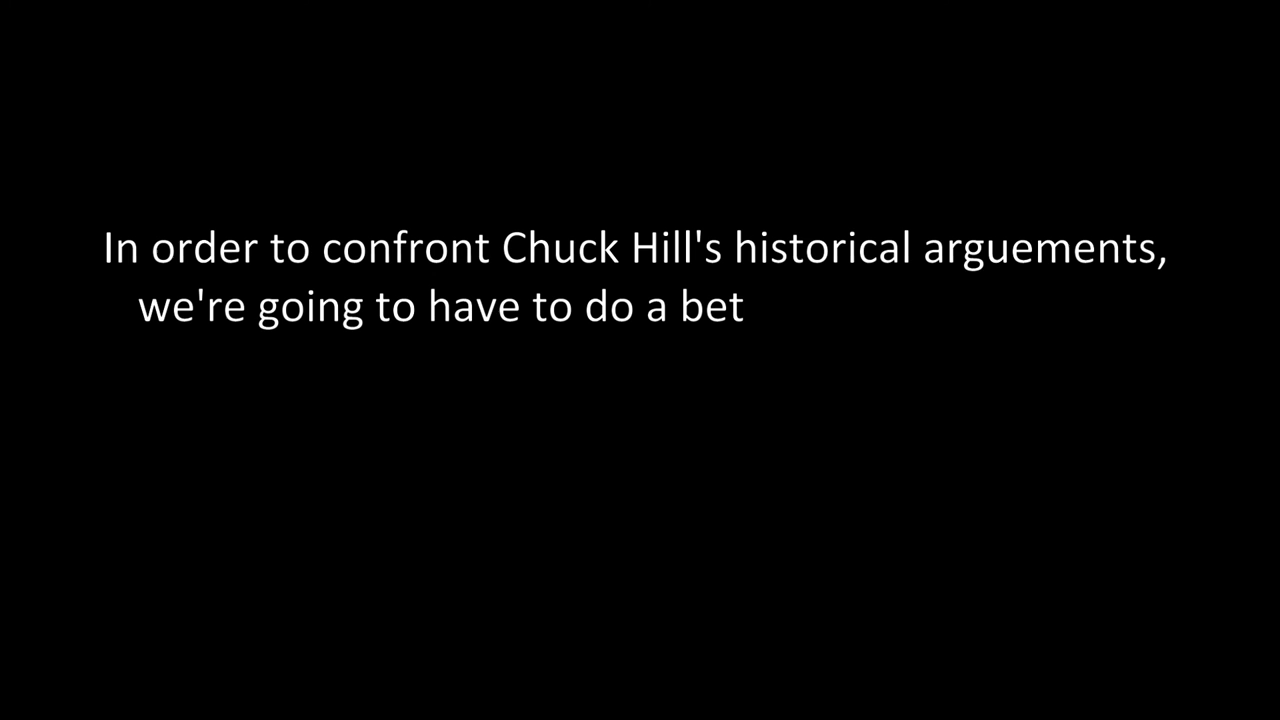 In order to confront Chuck Hill's historical arguements,
we're going to have to do a bet